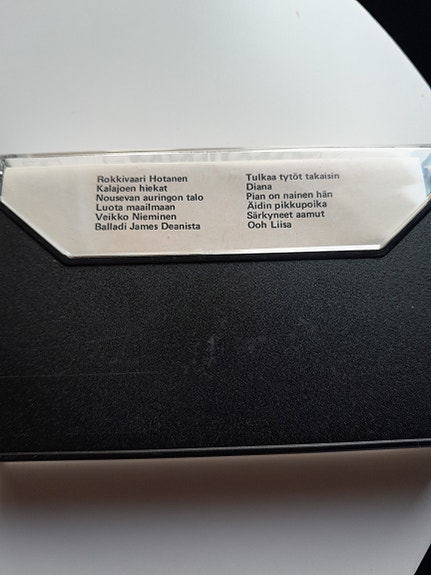 Rokkivaari Hotanen
Kalajoen hiekat
Nousevan auringon talo
Luota maailmaan
Veikko Nieminen
Balladi James Deanista
Tulkaa tytöt takaisin
Diana
Pian on nainen hän
Äidin pikkupoika
Särkyneet aamut
Ooh Liisa